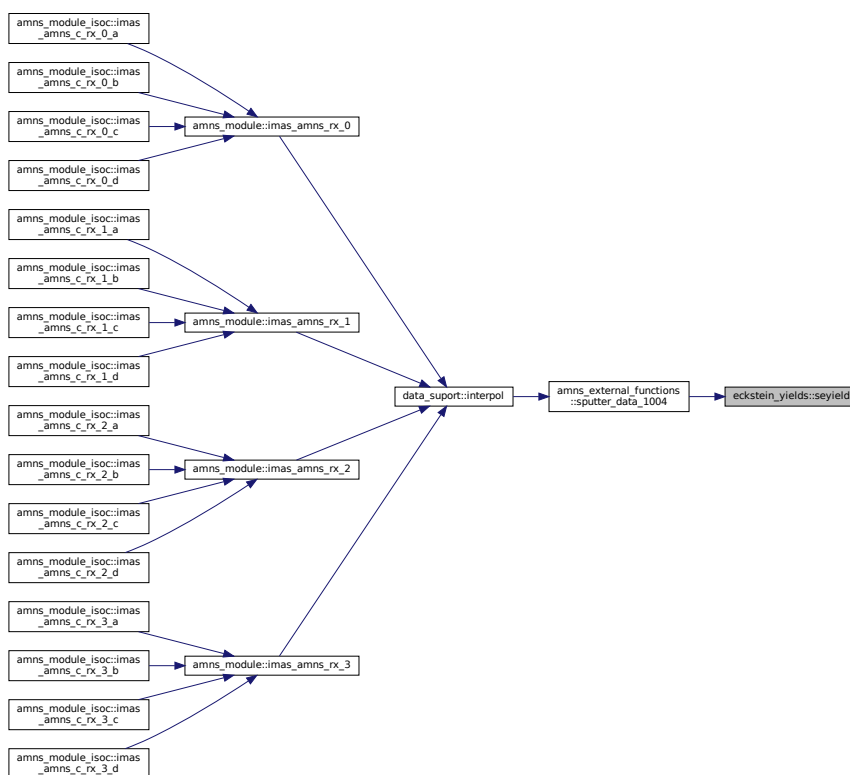 amns_module_isoc::imas
_amns_c_rx_0_a
amns_module_isoc::imas
_amns_c_rx_0_b
amns_module_isoc::imas
_amns_c_rx_0_c
amns_module_isoc::imas
_amns_c_rx_0_d
amns_module::imas_amns_rx_0
amns_module_isoc::imas
_amns_c_rx_1_a
amns_module_isoc::imas
_amns_c_rx_1_b
amns_module_isoc::imas
_amns_c_rx_1_c
amns_module_isoc::imas
_amns_c_rx_1_d
amns_module::imas_amns_rx_1
amns_module_isoc::imas
_amns_c_rx_2_a
amns_module_isoc::imas
_amns_c_rx_2_b
amns_module_isoc::imas
_amns_c_rx_2_c
amns_module_isoc::imas
_amns_c_rx_2_d
amns_module::imas_amns_rx_2
amns_module_isoc::imas
_amns_c_rx_3_a
amns_module_isoc::imas
_amns_c_rx_3_b
amns_module_isoc::imas
_amns_c_rx_3_c
amns_module_isoc::imas
_amns_c_rx_3_d
amns_module::imas_amns_rx_3
data_suport::interpol
amns_external_functions
::sputter_data_1004
eckstein_yields::seyield